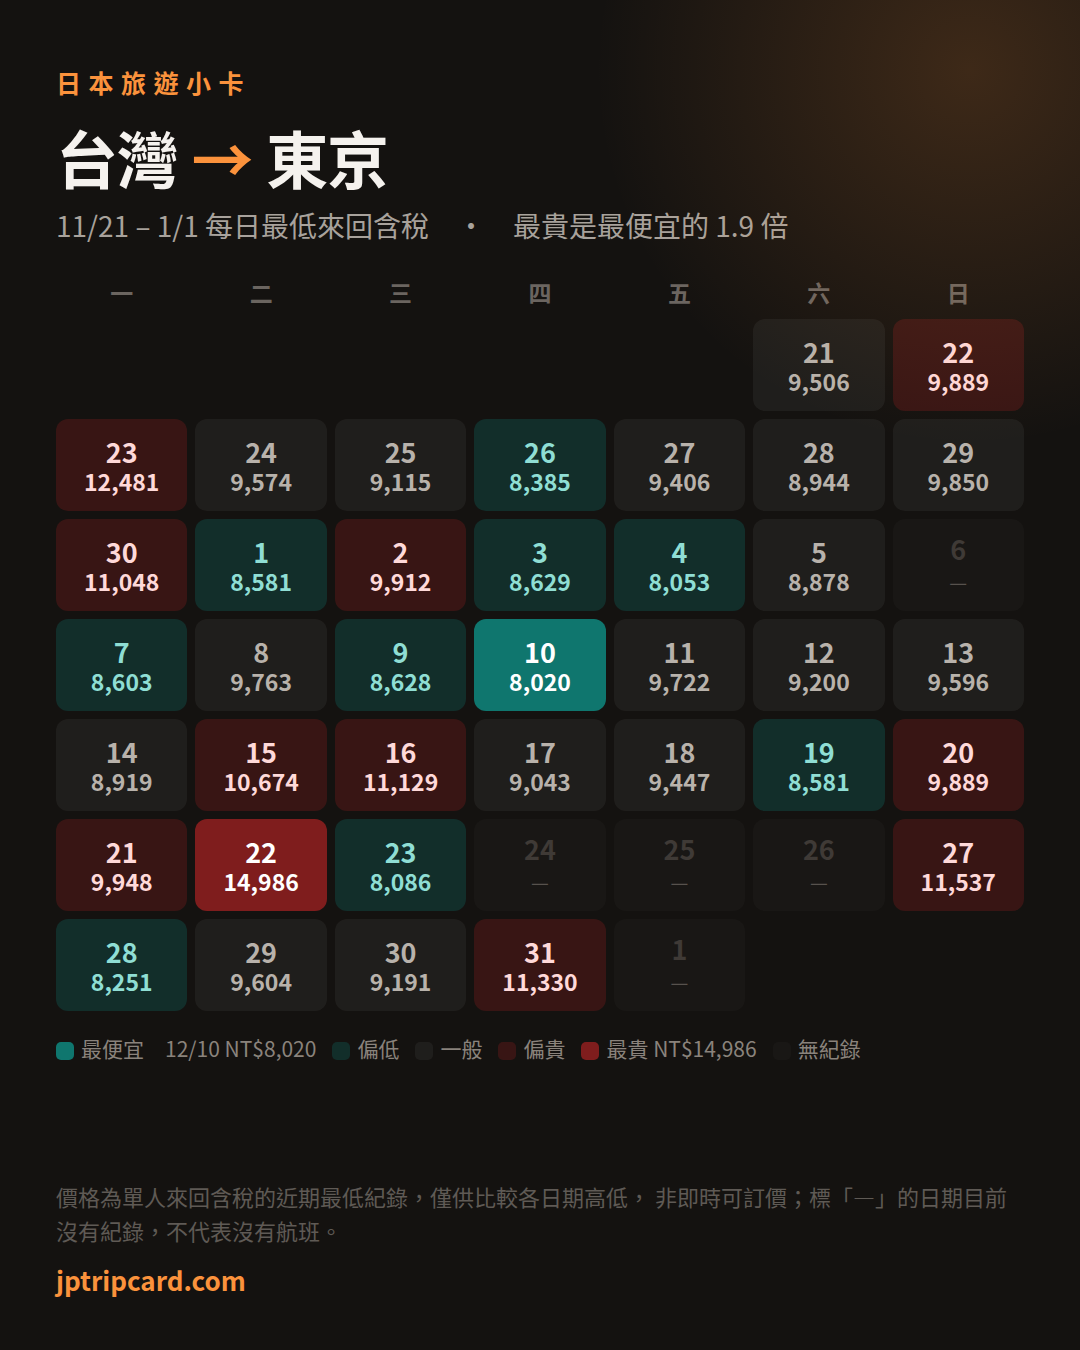 日本旅遊小卡
台灣 → 東京
11/21 – 1/1 每日最低來回含稅 ・ 最貴是最便宜的 1.9 倍
一 二 三 四 五 六 日
21 22
9,506 9,889
23 24 25 26 27 28 29
12,481 9,574 9,115 8,385 9,406 8,944 9,850
30 1 2 3 4 5 6
11,048 8,581 9,912 8,629 8,053 8,878 —
7 8 9 10 11 12 13
8,603 9,763 8,628 8,020 9,722 9,200 9,596
14 15 16 17 18 19 20
8,919 10,674 11,129 9,043 9,447 8,581 9,889
21 22 23 24 25 26 27
9,948 14,986 8,086 — — — 11,537
28 29 30 31 1
8,251 9,604 9,191 11,330 —
最便宜 12/10 NT$8,020 偏低 一般 偏貴 最貴 NT$14,986 無紀錄
價格為單人來回含稅的近期最低紀錄，僅供比較各日期高低， 非即時可訂價；標「—」的日期目前
沒有紀錄，不代表沒有航班。
jptripcard.com